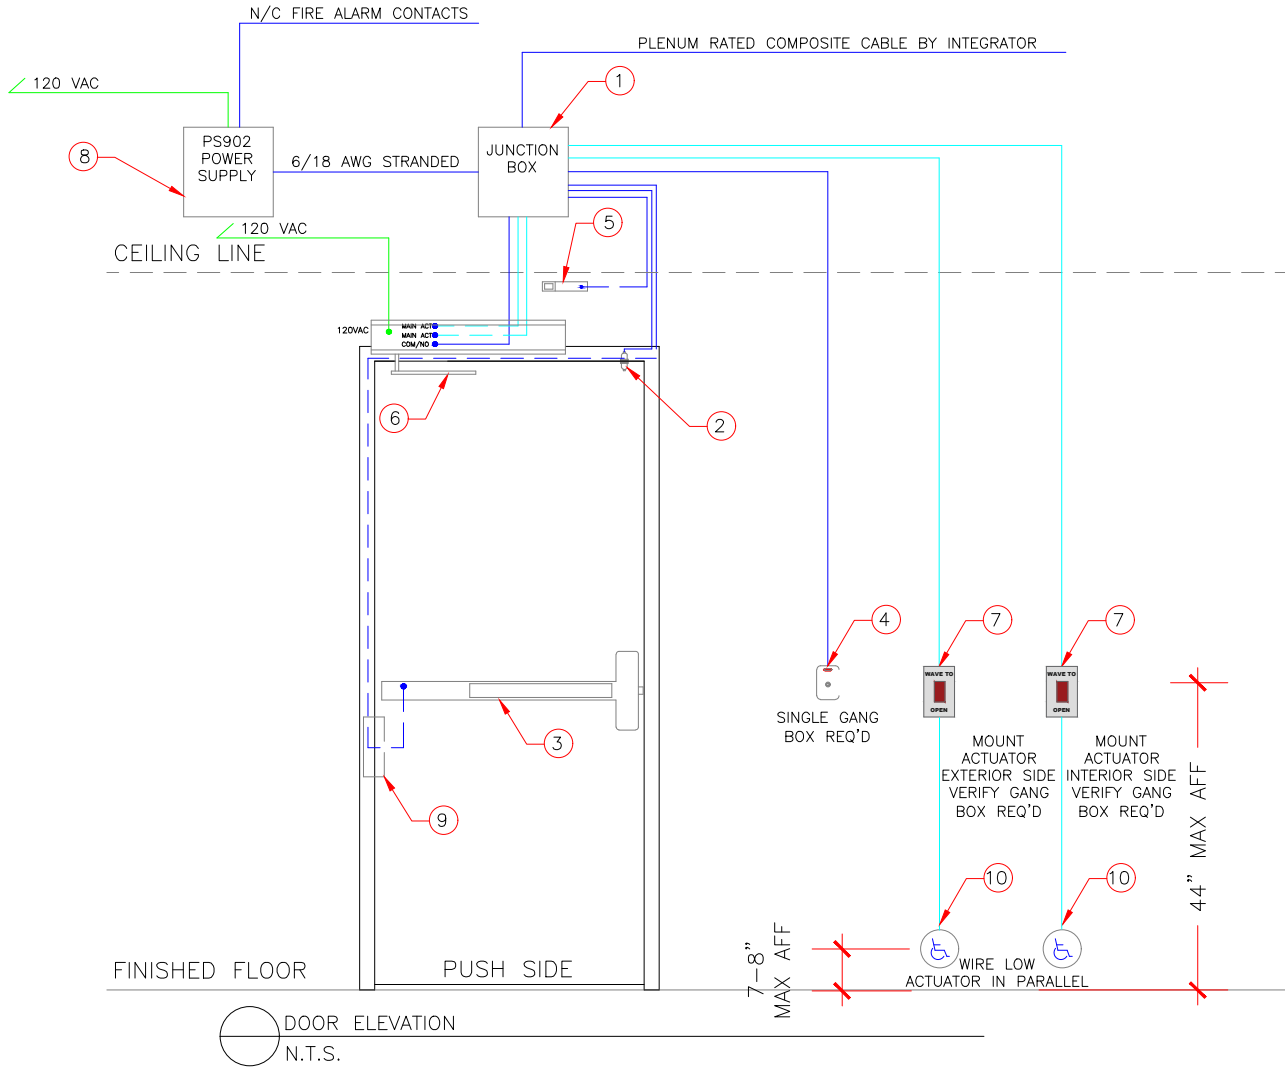 N/C FIRE ALARM CONTACTS
PLENUM RATED COMPOSITE CABLE BY INTEGRATOR
120 VAC
1
PS902
POWER
SUPPLY
8
6/18 AWG STRANDED
JUNCTION
BOX
120 VAC
5
CEILING LINE
120VAC
MAIN ACT
MAIN ACT
COM/NO
6
2
4
7
7
WAVE TO
OPEN
WAVE TO
OPEN
SINGLE GANG
BOX REQ'D
3
MOUNT
ACTUATOR
EXTERIOR SIDE
VERIFY GANG
BOX REQ'D
MOUNT
ACTUATOR
INTERIOR SIDE
VERIFY GANG
BOX REQ'D
9
44" MAX AFF
10
10
7-8"
MAX AFF
WIRE LOW
ACTUATOR IN PARALLEL
FINISHED FLOOR
PUSH SIDE
DOOR ELEVATION
N.T.S.